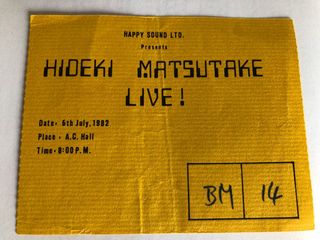 HAPPY SOUND LTD.
Presents
HIDEKI MATSUTAKE
LIVE!
Date. 6th July, 1982
Place. A.C. Hall
Time. 8:00 P.M.
BM 14